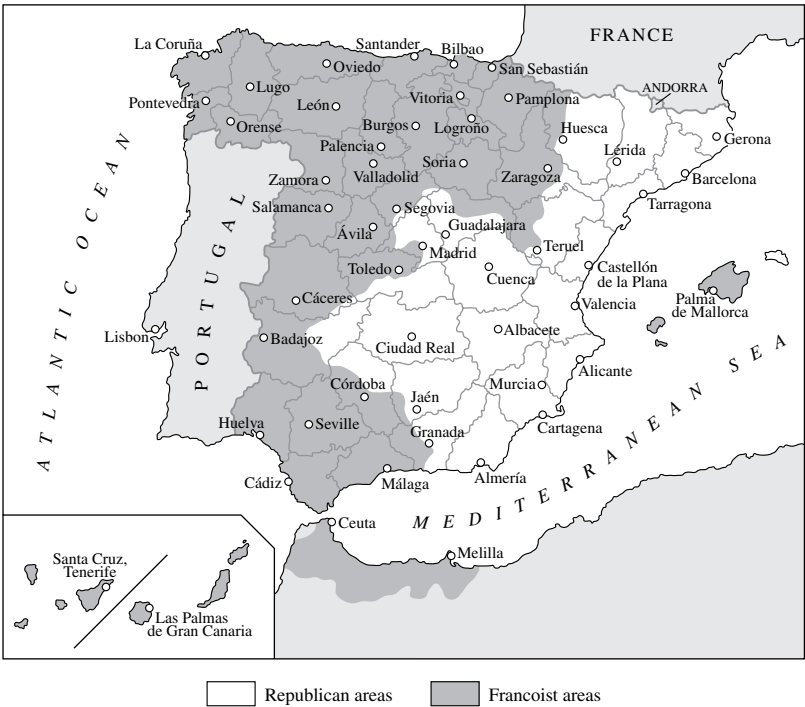 FRANCE
La Coruña
Santander
Bilbao
Oviedo
San Sebastián
Lugo
ANDORRA
Pontevedra
León
Vitoria
Pamplona
Orense
Burgos
Logroño
Huesca
Gerona
Palencia
Lérida
Soria
Zaragoza
Barcelona
Zamora
Valladolid
Tarragona
Salamanca
Segovia
Guadalajara
Ávila
Madrid
Teruel
Toledo
Cuenca
Castellón
de la Plana
Cáceres
Palma
de Mallorca
Valencia
Lisbon
Badajoz
Ciudad Real
Albacete
Alicante
Córdoba
Jaén
Murcia
Huelva
Seville
Granada
Cartagena
Cádiz
Málaga
Almería
Ceuta
Melilla
ATLANTIC OCEAN
PORTUGAL
MEDITERRANEAN SEA
Santa Cruz,
Tenerife
Las Palmas
de Gran Canaria
Republican areas
Francoist areas